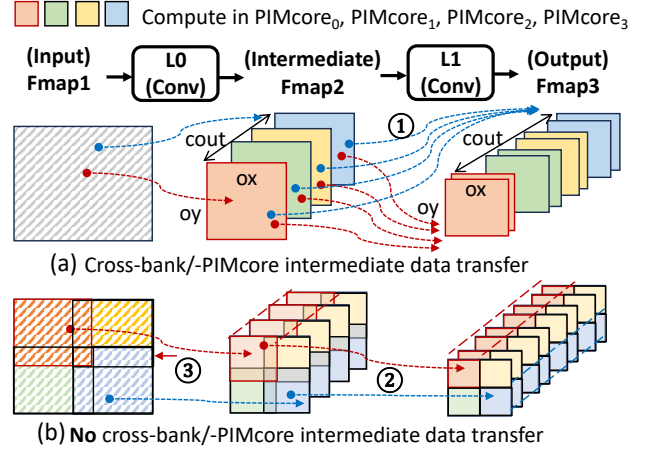 Compute in PIMcore0, PIMcore1, PIMcore2, PIMcore3
(Input)
Fmap1
L0
(Conv)
(Intermediate)
Fmap2
L1
(Conv)
(Output)
Fmap3
①
cout
ox
oy
cout
ox
oy
(a) Cross-bank/-PIMcore intermediate data transfer
③
②
(b) No cross-bank/-PIMcore intermediate data transfer